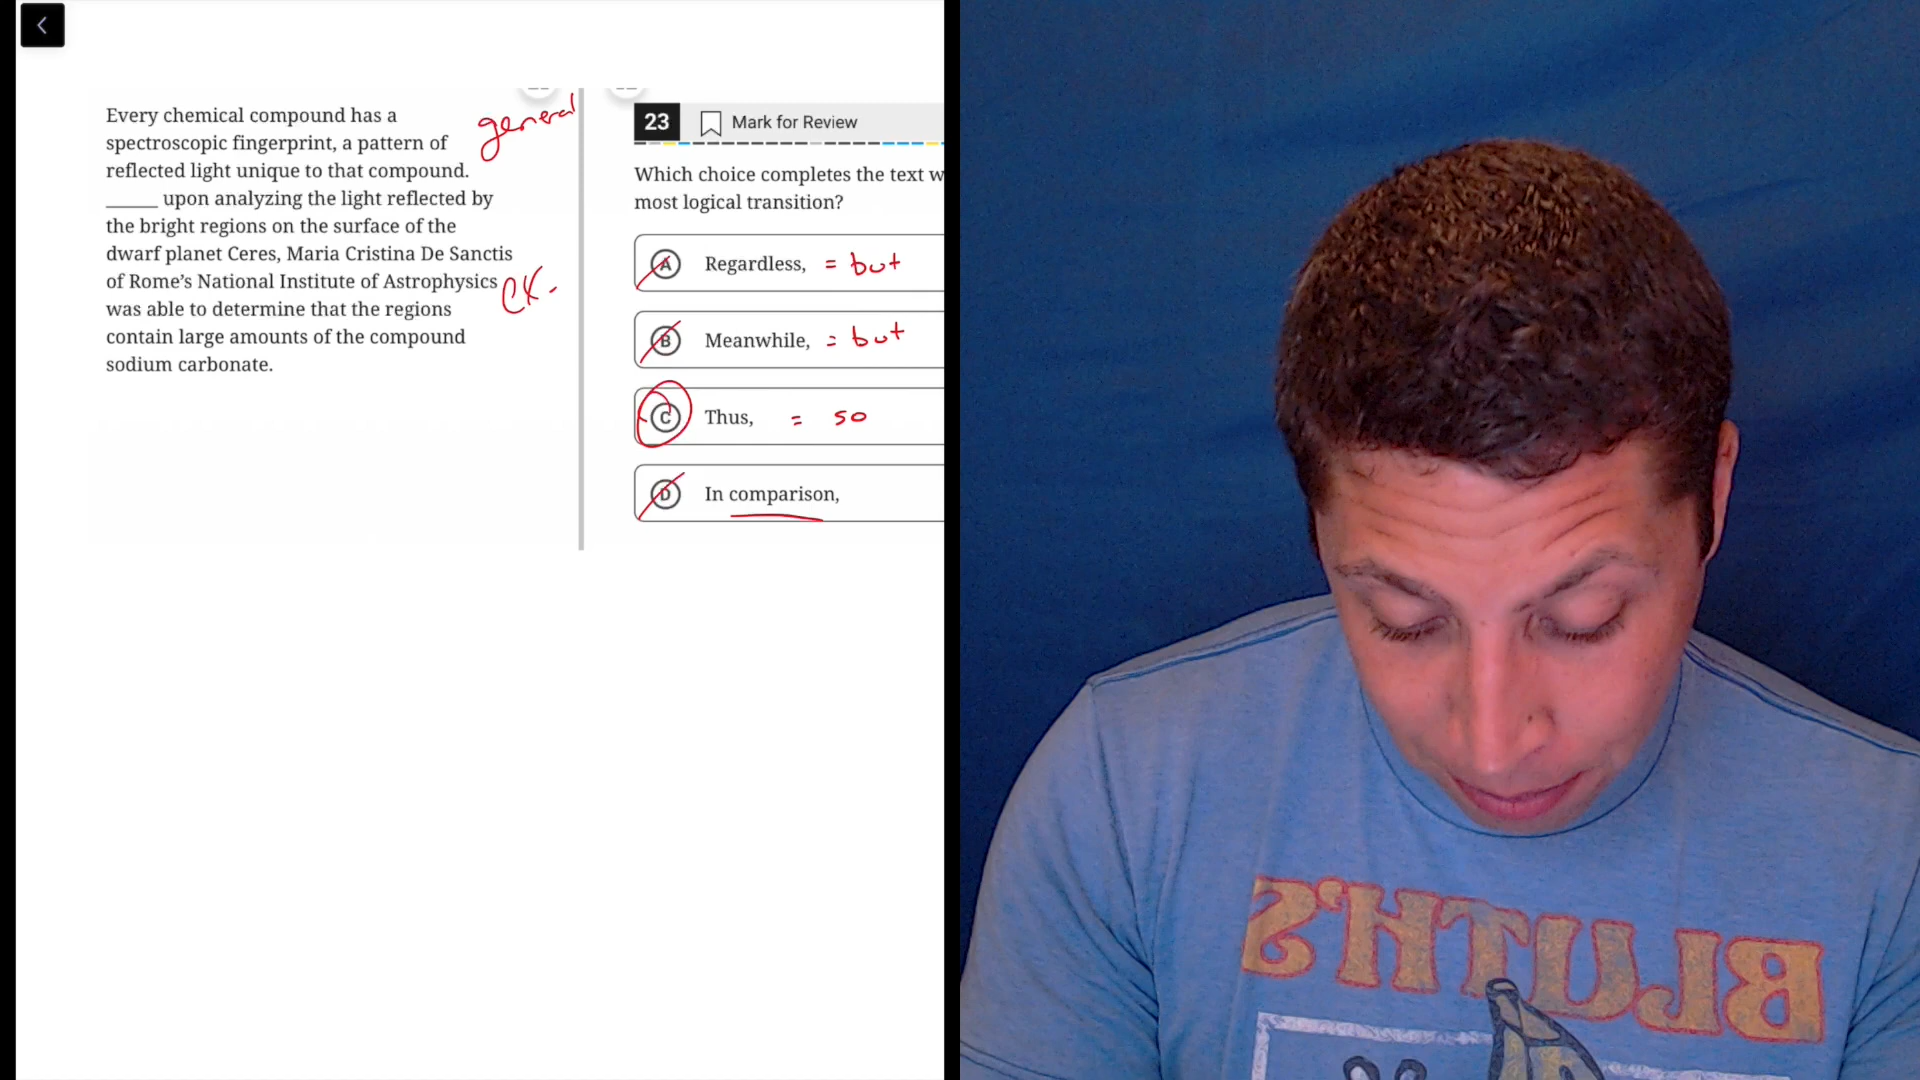 Every chemical compound has a
spectroscopic fingerprint, a pattern of
reflected light unique to that compound.
______ upon analyzing the light reflected by
the bright regions on the surface of the
dwarf planet Ceres, Maria Cristina De Sanctis
of Rome's National Institute of Astrophysics
was able to determine that the regions
contain large amounts of the compound
sodium carbonate.
general
ex.
23 Mark for Review
Which choice completes the text w
most logical transition?
A Regardless, = but
B Meanwhile, = but
C Thus, = so
D In comparison,
BLUTH'S